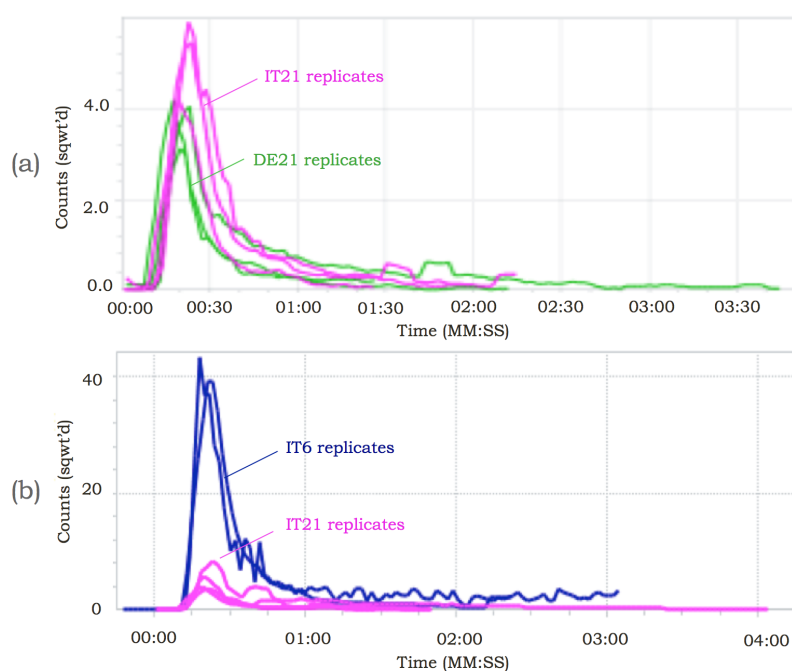 (a)
Counts (sqwt'd)
4.0
2.0
0.0
IT21 replicates
DE21 replicates
00:00 00:30 01:00 01:30 02:00 02:30 03:00 03:30
Time (MM:SS)
(b)
Counts (sqwt'd)
40
20
0
IT6 replicates
IT21 replicates
00:00 01:00 02:00 03:00 04:00
Time (MM:SS)